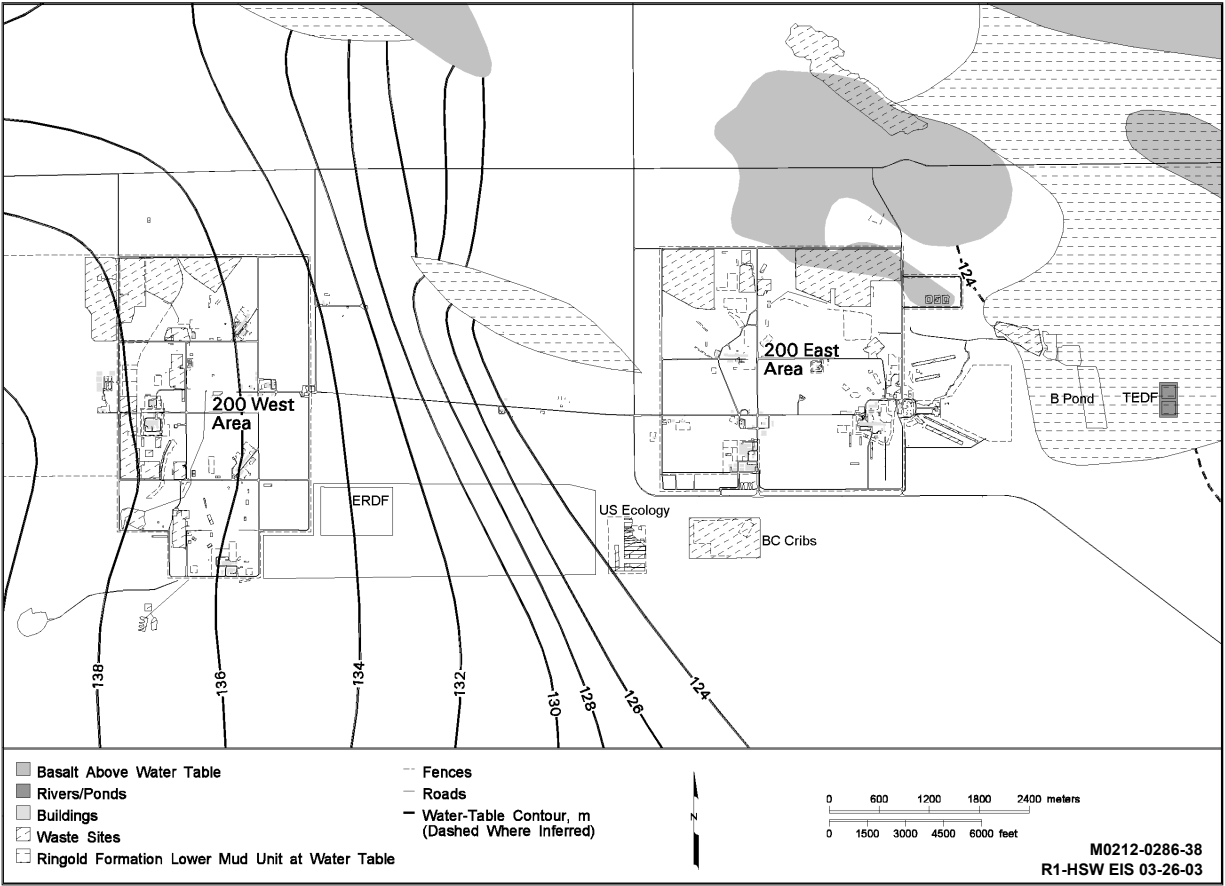 124
200 East
Area
200 West
Area
B Pond
TEDF
ERDF
US Ecology
BC Cribs
138
136
134
132
130
128
126
124
Basalt Above Water Table
Rivers/Ponds
Buildings
Waste Sites
Ringold Formation Lower Mud Unit at Water Table
Fences
Roads
Water-Table Contour, m
(Dashed Where Inferred)
N
0 600 1200 1800 2400 meters
0 1500 3000 4500 6000 feet
M0212-0286-38
R1-HSW EIS 03-26-03